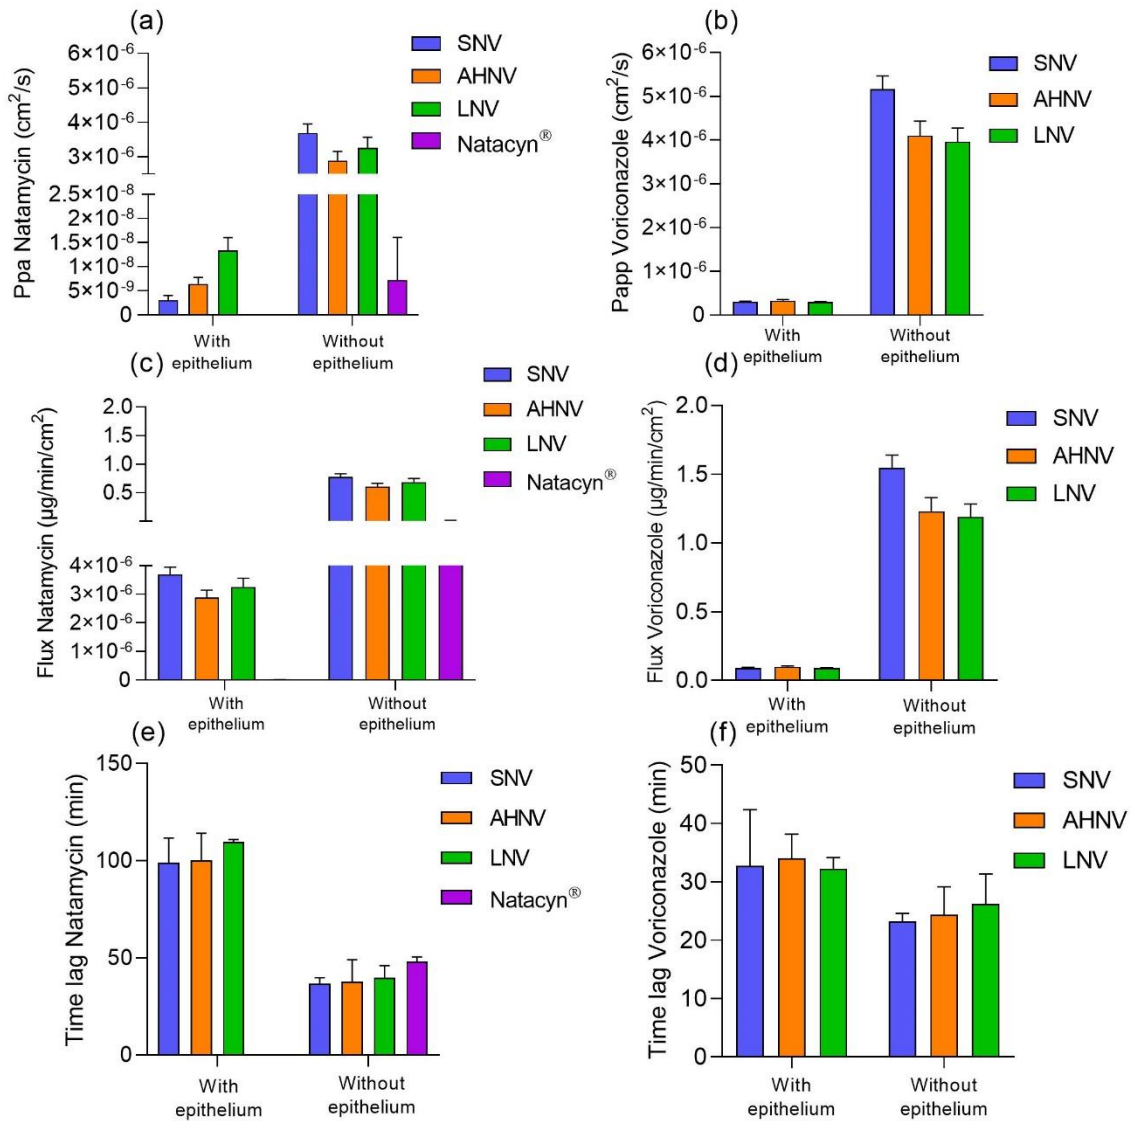 (a)
Ppa Natamycin (cm²/s)
6×10⁻⁶
5×10⁻⁶
4×10⁻⁶
3×10⁻⁶
2.5×10⁻⁸
2×10⁻⁸
1.5×10⁻⁸
1×10⁻⁸
5×10⁻⁹
0
With
epithelium
Without
epithelium
SNV
AHNV
LNV
Natacyn®
(b)
Papp Voriconazole (cm²/s)
6×10⁻⁶
5×10⁻⁶
4×10⁻⁶
3×10⁻⁶
2×10⁻⁶
1×10⁻⁶
0
With
epithelium
Without
epithelium
SNV
AHNV
LNV
(c)
Flux Natamycin (µg/min/cm²)
2.0
1.5
1.0
0.5
4×10⁻⁶
3×10⁻⁶
2×10⁻⁶
1×10⁻⁶
0
With
epithelium
Without
epithelium
SNV
AHNV
LNV
Natacyn®
(d)
Flux Voriconazole (µg/min/cm²)
2.0
1.5
1.0
0.5
0.0
With
epithelium
Without
epithelium
SNV
AHNV
LNV
(e)
Time lag Natamycin (min)
150
100
50
0
With
epithelium
Without
epithelium
SNV
AHNV
LNV
Natacyn®
(f)
Time lag Voriconazole (min)
50
40
30
20
10
0
With
epithelium
Without
epithelium
SNV
AHNV
LNV